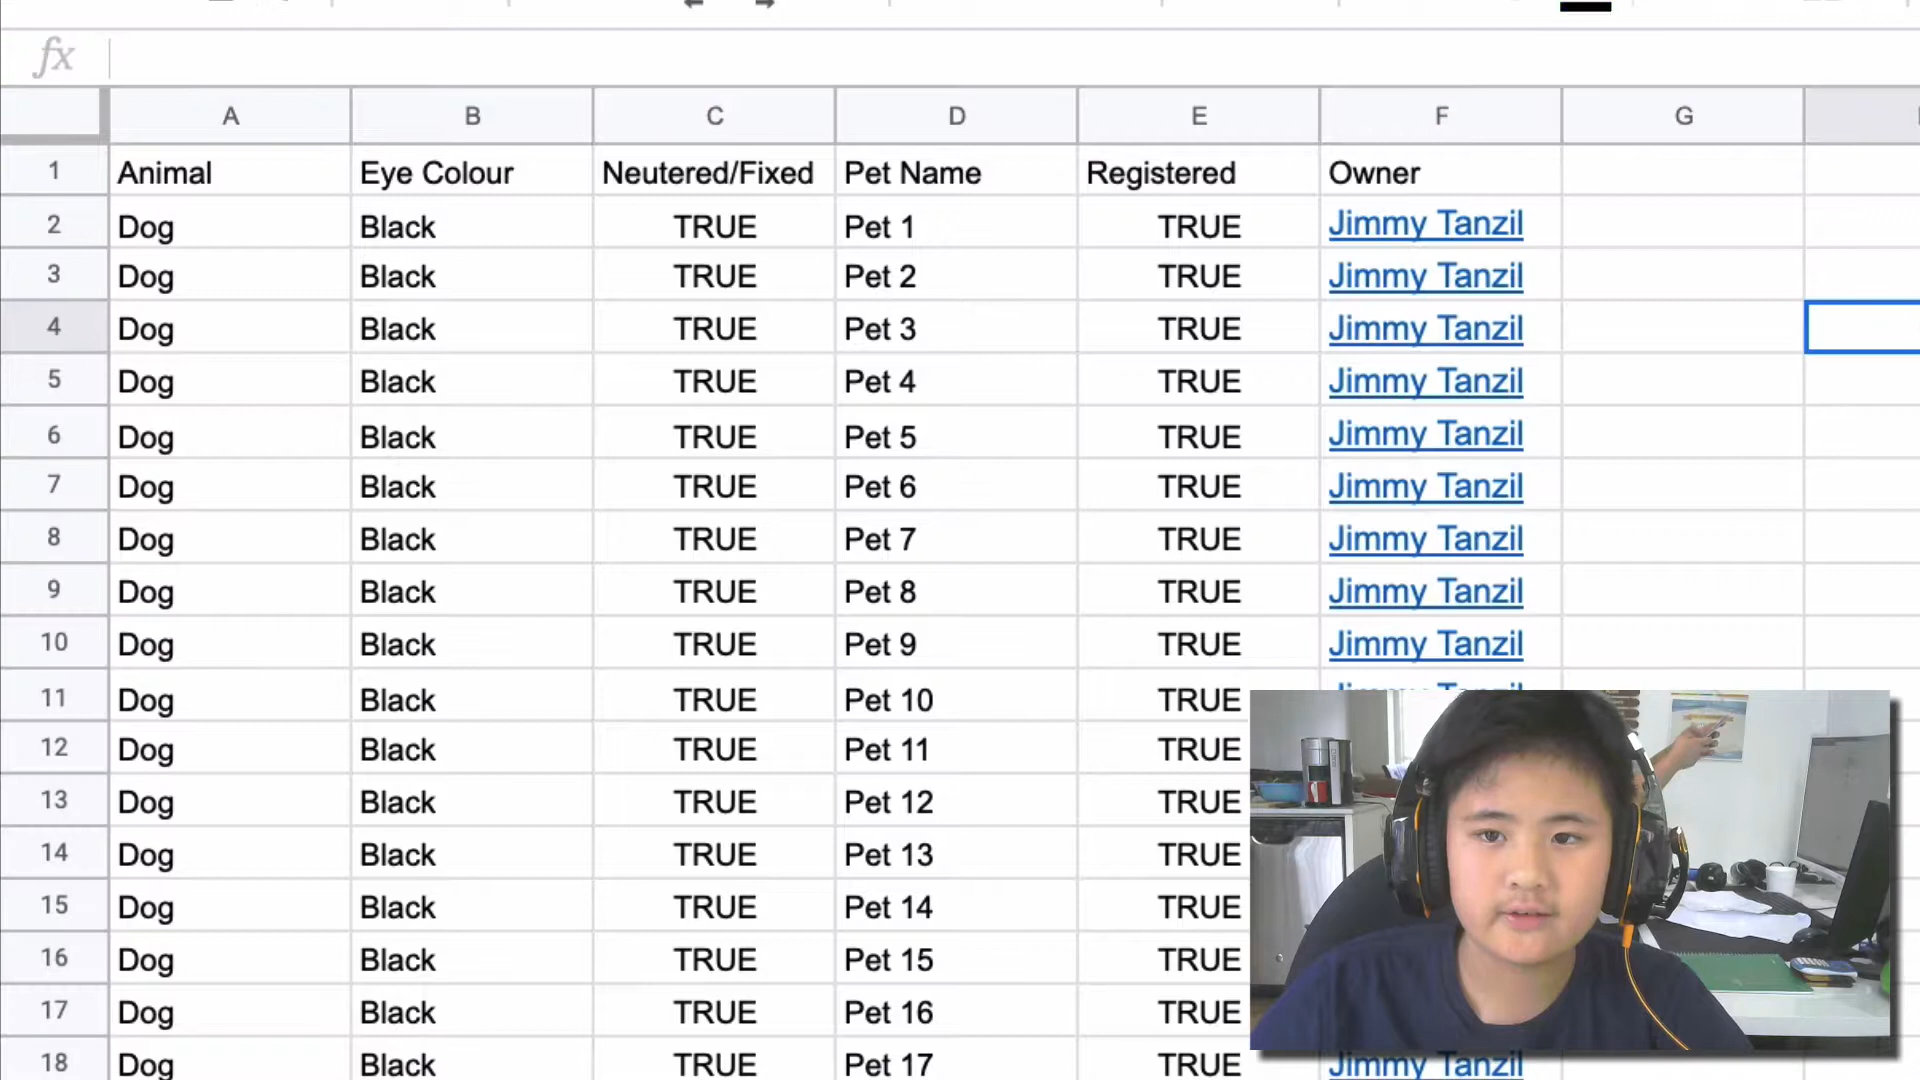 fx
A B C D E F G
1 Animal Eye Colour Neutered/Fixed Pet Name Registered Owner
2 Dog Black TRUE Pet 1 TRUE Jimmy Tanzil
3 Dog Black TRUE Pet 2 TRUE Jimmy Tanzil
4 Dog Black TRUE Pet 3 TRUE Jimmy Tanzil
5 Dog Black TRUE Pet 4 TRUE Jimmy Tanzil
6 Dog Black TRUE Pet 5 TRUE Jimmy Tanzil
7 Dog Black TRUE Pet 6 TRUE Jimmy Tanzil
8 Dog Black TRUE Pet 7 TRUE Jimmy Tanzil
9 Dog Black TRUE Pet 8 TRUE Jimmy Tanzil
10 Dog Black TRUE Pet 9 TRUE Jimmy Tanzil
11 Dog Black TRUE Pet 10 TRUE
12 Dog Black TRUE Pet 11 TRUE
13 Dog Black TRUE Pet 12 TRUE
14 Dog Black TRUE Pet 13 TRUE
15 Dog Black TRUE Pet 14 TRUE
16 Dog Black TRUE Pet 15 TRUE
17 Dog Black TRUE Pet 16 TRUE
18 Dog Black TRUE Pet 17 TRUE Jimmy Tanzil